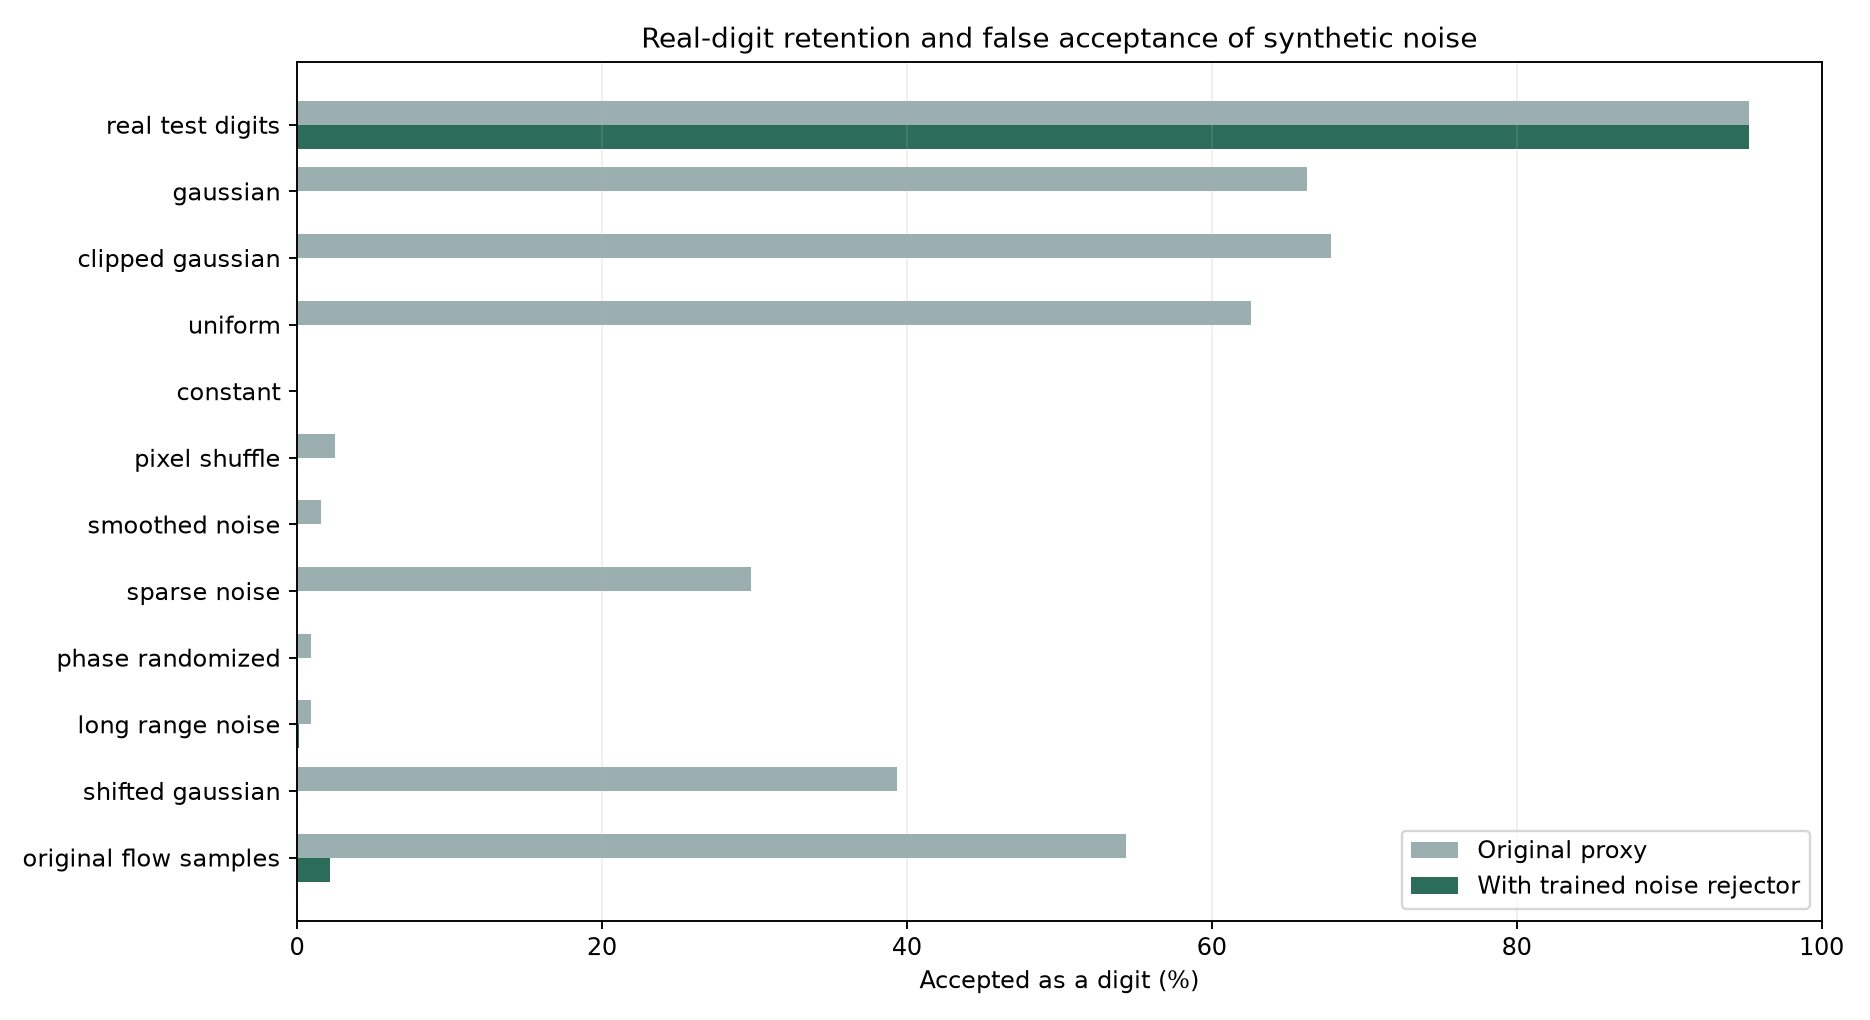 Real-digit retention and false acceptance of synthetic noise
real test digits
gaussian
clipped gaussian
uniform
constant
pixel shuffle
smoothed noise
sparse noise
phase randomized
long range noise
shifted gaussian
original flow samples
Original proxy
With trained noise rejector
0 20 40 60 80 100
Accepted as a digit (%)